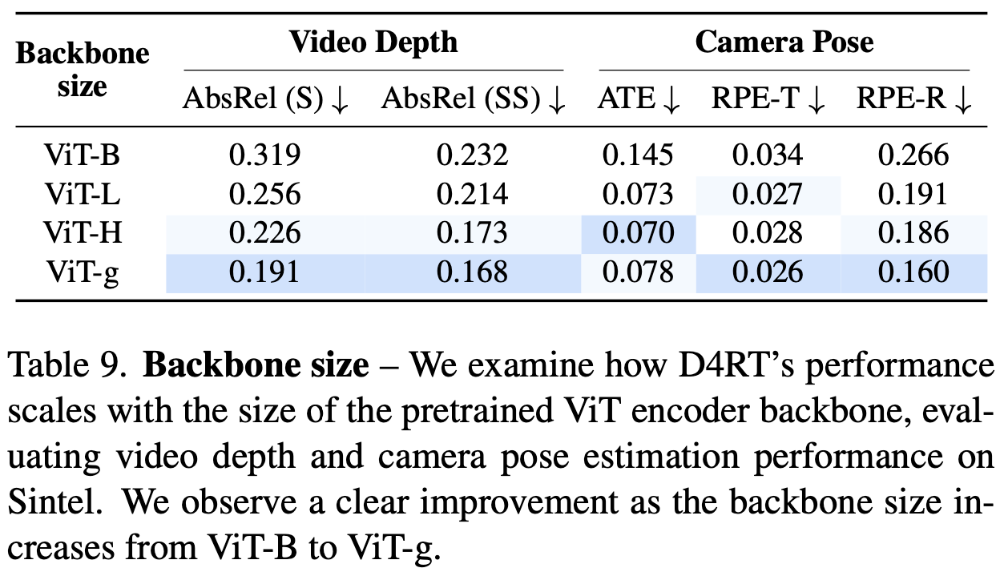 Backbone size Video Depth Camera Pose
AbsRel (S) ↓ AbsRel (SS) ↓ ATE ↓ RPE-T ↓ RPE-R ↓
ViT-B 0.319 0.232 0.145 0.034 0.266
ViT-L 0.256 0.214 0.073 0.027 0.191
ViT-H 0.226 0.173 0.070 0.028 0.186
ViT-g 0.191 0.168 0.078 0.026 0.160
Table 9. Backbone size – We examine how D4RT's performance
scales with the size of the pretrained ViT encoder backbone, eval-
uating video depth and camera pose estimation performance on
Sintel. We observe a clear improvement as the backbone size in-
creases from ViT-B to ViT-g.